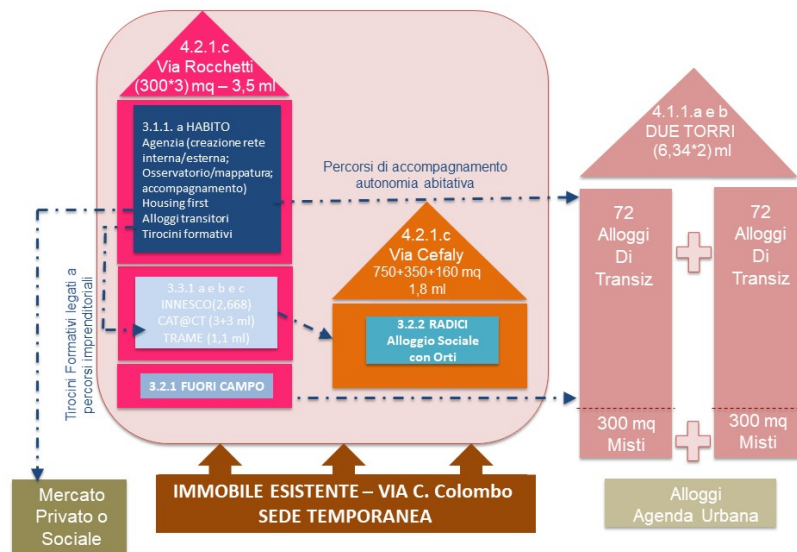 4.2.1.c
Via Rocchetti
(300*3) mq – 3,5 ml
3.1.1. a HABITO
Agenzia (creazione rete
interna/esterna;
Osservatorio/mappatura;
accompagnamento)
Housing first
Alloggi transitori
Tirocini formativi
3.3.1 a e b e c
INNESCO(2,668)
CAT@CT (3+3 ml)
TRAME (1,1 ml)
3.2.1 FUORI CAMPO
Percorsi di accompagnamento
autonomia abitativa
4.2.1.c
Via Cefaly
750+350+160 mq
1,8 ml
3.2.2 RADICI
Alloggio Sociale
con Orti
4.1.1.a e b
DUE TORRI
(6,34*2) ml
72
Alloggi
Di
Transiz
300 mq
Misti
72
Alloggi
Di
Transiz
300 mq
Misti
Tirocini Formativi legati a
percorsi imprenditoriali
Mercato
Privato o
Sociale
IMMOBILE ESISTENTE – VIA C. Colombo
SEDE TEMPORANEA
Alloggi
Agenda Urbana